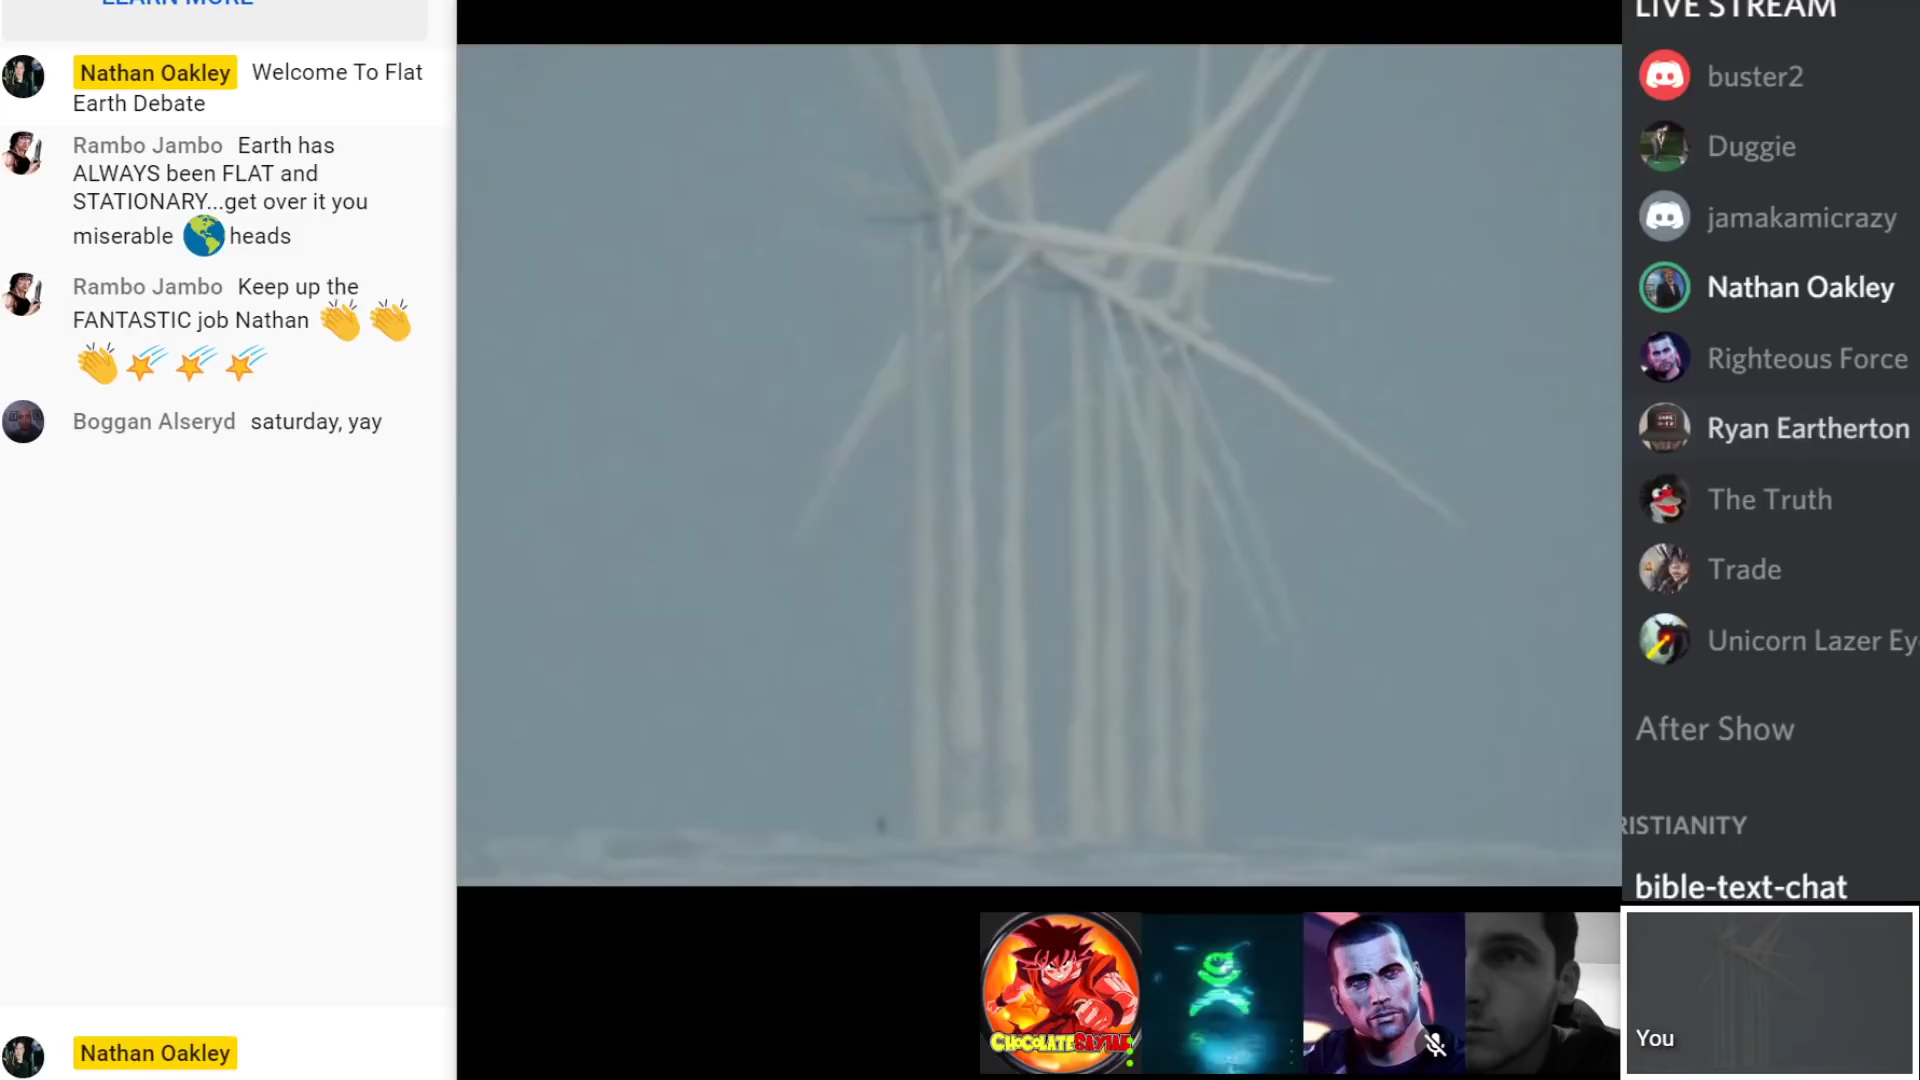 LEARN MORE
Nathan Oakley Welcome To Flat
Earth Debate
Rambo Jambo Earth has
ALWAYS been FLAT and
STATIONARY...get over it you
miserable 🌎 heads
Rambo Jambo Keep up the
FANTASTIC job Nathan 👏 👏
👏 🌠 🌠 🌠
Boggan Alseryd saturday, yay
Nathan Oakley
LIVE STREAM
buster2
Duggie
jamakamicrazy
Nathan Oakley
Righteous Force
Ryan Eartherton
The Truth
Trade
Unicorn Lazer Ey
After Show
RISTIANITY
bible-text-chat
You